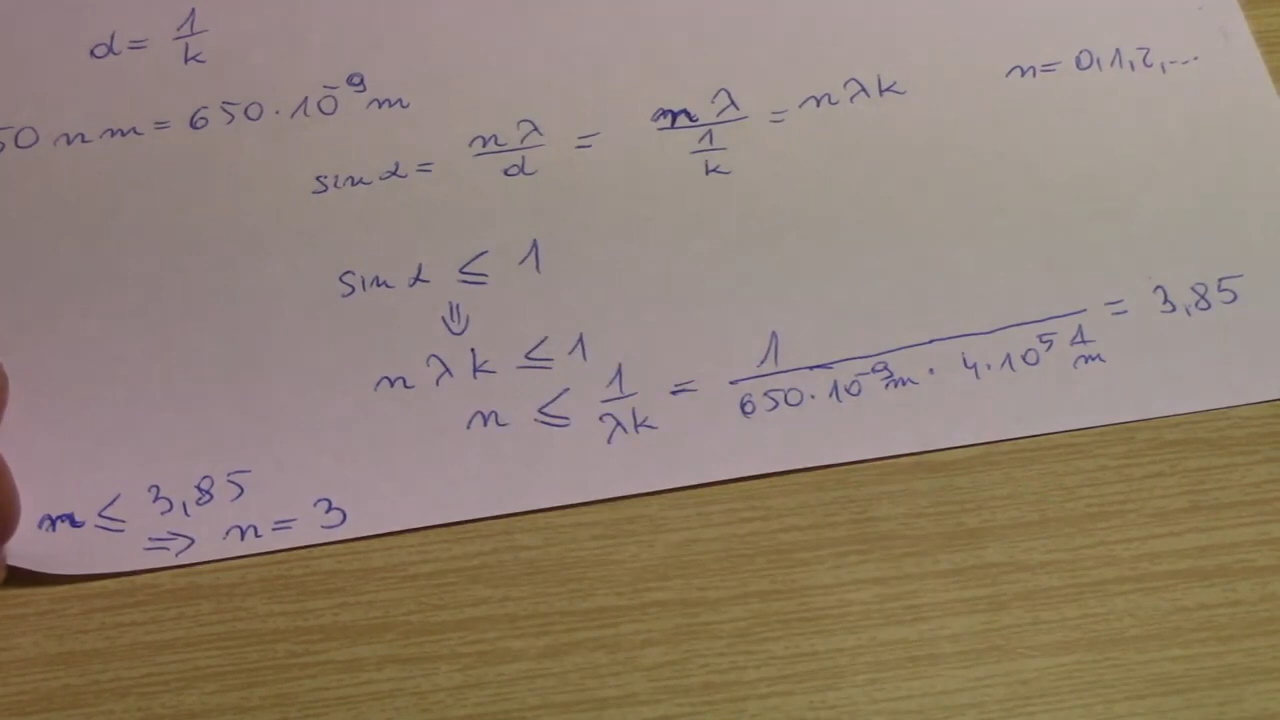 d = 1/k
50 nm = 650·10⁻⁹ m
sin α = nλ/d = nλ/(1/k) = nλk n = 0,1,2,...
sin α ≤ 1
⇓
nλk ≤ 1
n ≤ 1/λk = 1/(650·10⁻⁹ m · 4·10⁵ 1/m) = 3,85
n ≤ 3,85
⇒ n = 3